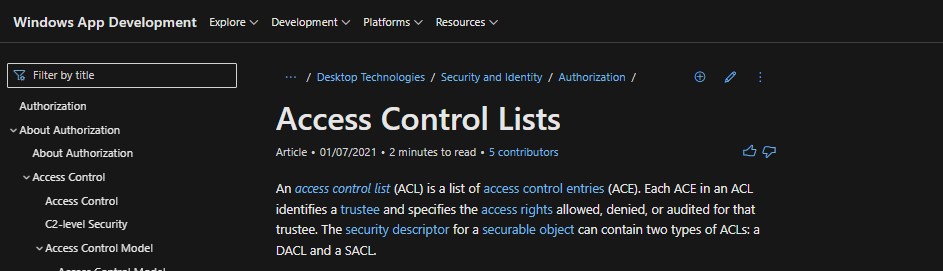 Windows App Development Explore Development Platforms Resources
Filter by title
Authorization
About Authorization
About Authorization
Access Control
Access Control
C2-level Security
Access Control Model
Access Control Model
··· / Desktop Technologies / Security and Identity / Authorization /
Access Control Lists
Article • 01/07/2021 • 2 minutes to read • 5 contributors
An access control list (ACL) is a list of access control entries (ACE). Each ACE in an ACL
identifies a trustee and specifies the access rights allowed, denied, or audited for that
trustee. The security descriptor for a securable object can contain two types of ACLs: a
DACL and a SACL.